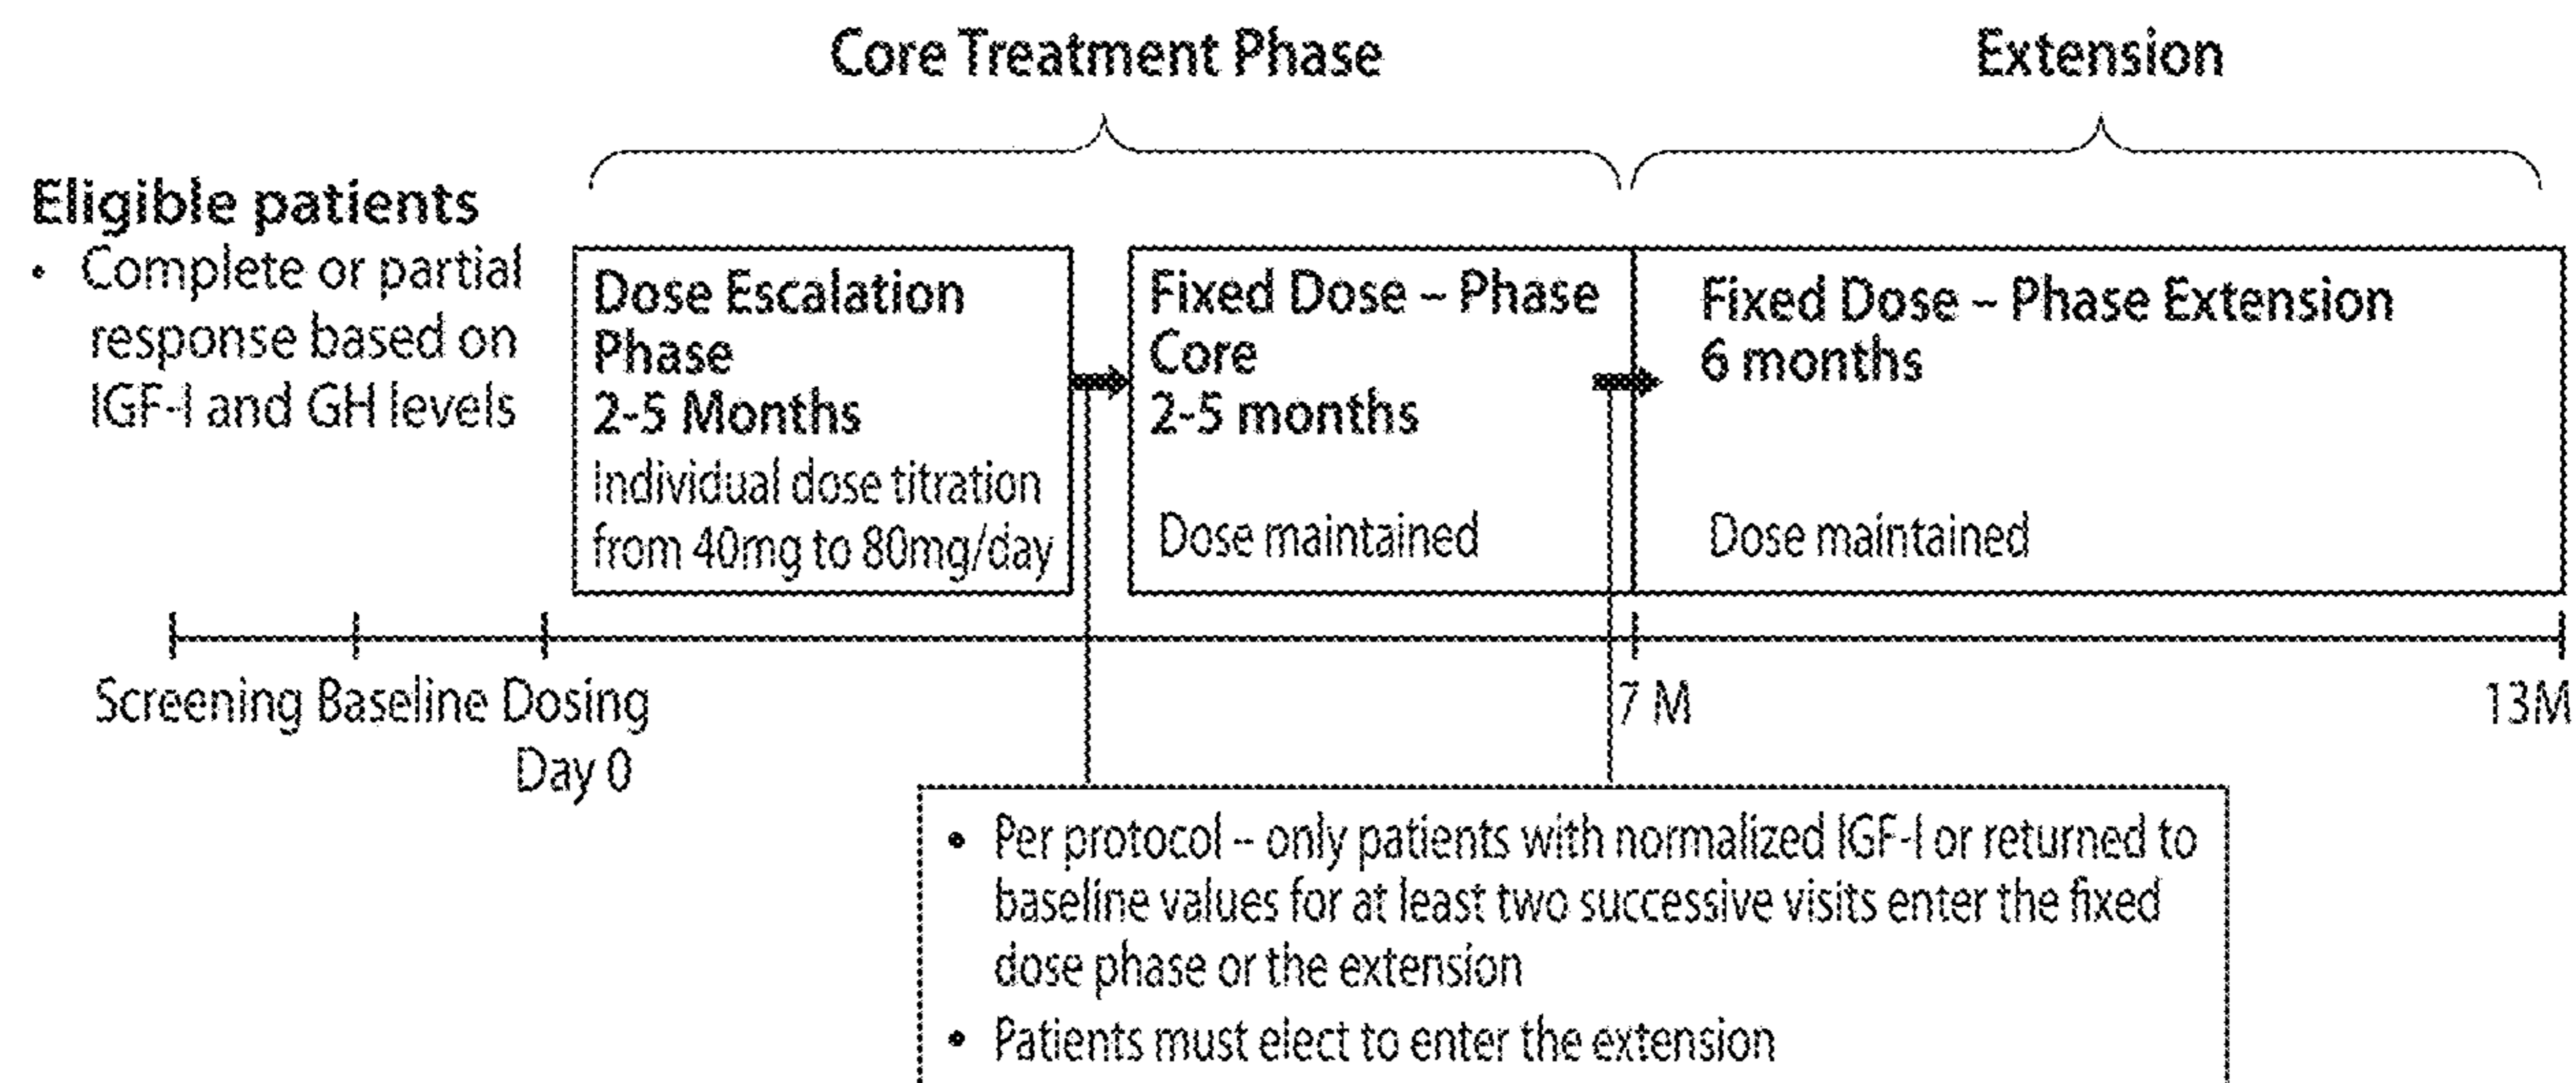 Core Treatment Phase
Extension
Eligible patients
• Complete or partial
response based on
IGF-I and GH levels
Dose Escalation
Phase
2-5 Months
Individual dose titration
from 40mg to 80mg/day
Fixed Dose – Phase
Core
2-5 months
Dose maintained
Fixed Dose – Phase Extension
6 months
Dose maintained
Screening Baseline Dosing
Day 0
7 M
13M
• Per protocol – only patients with normalized IGF-I or returned to
baseline values for at least two successive visits enter the fixed
dose phase or the extension
• Patients must elect to enter the extension